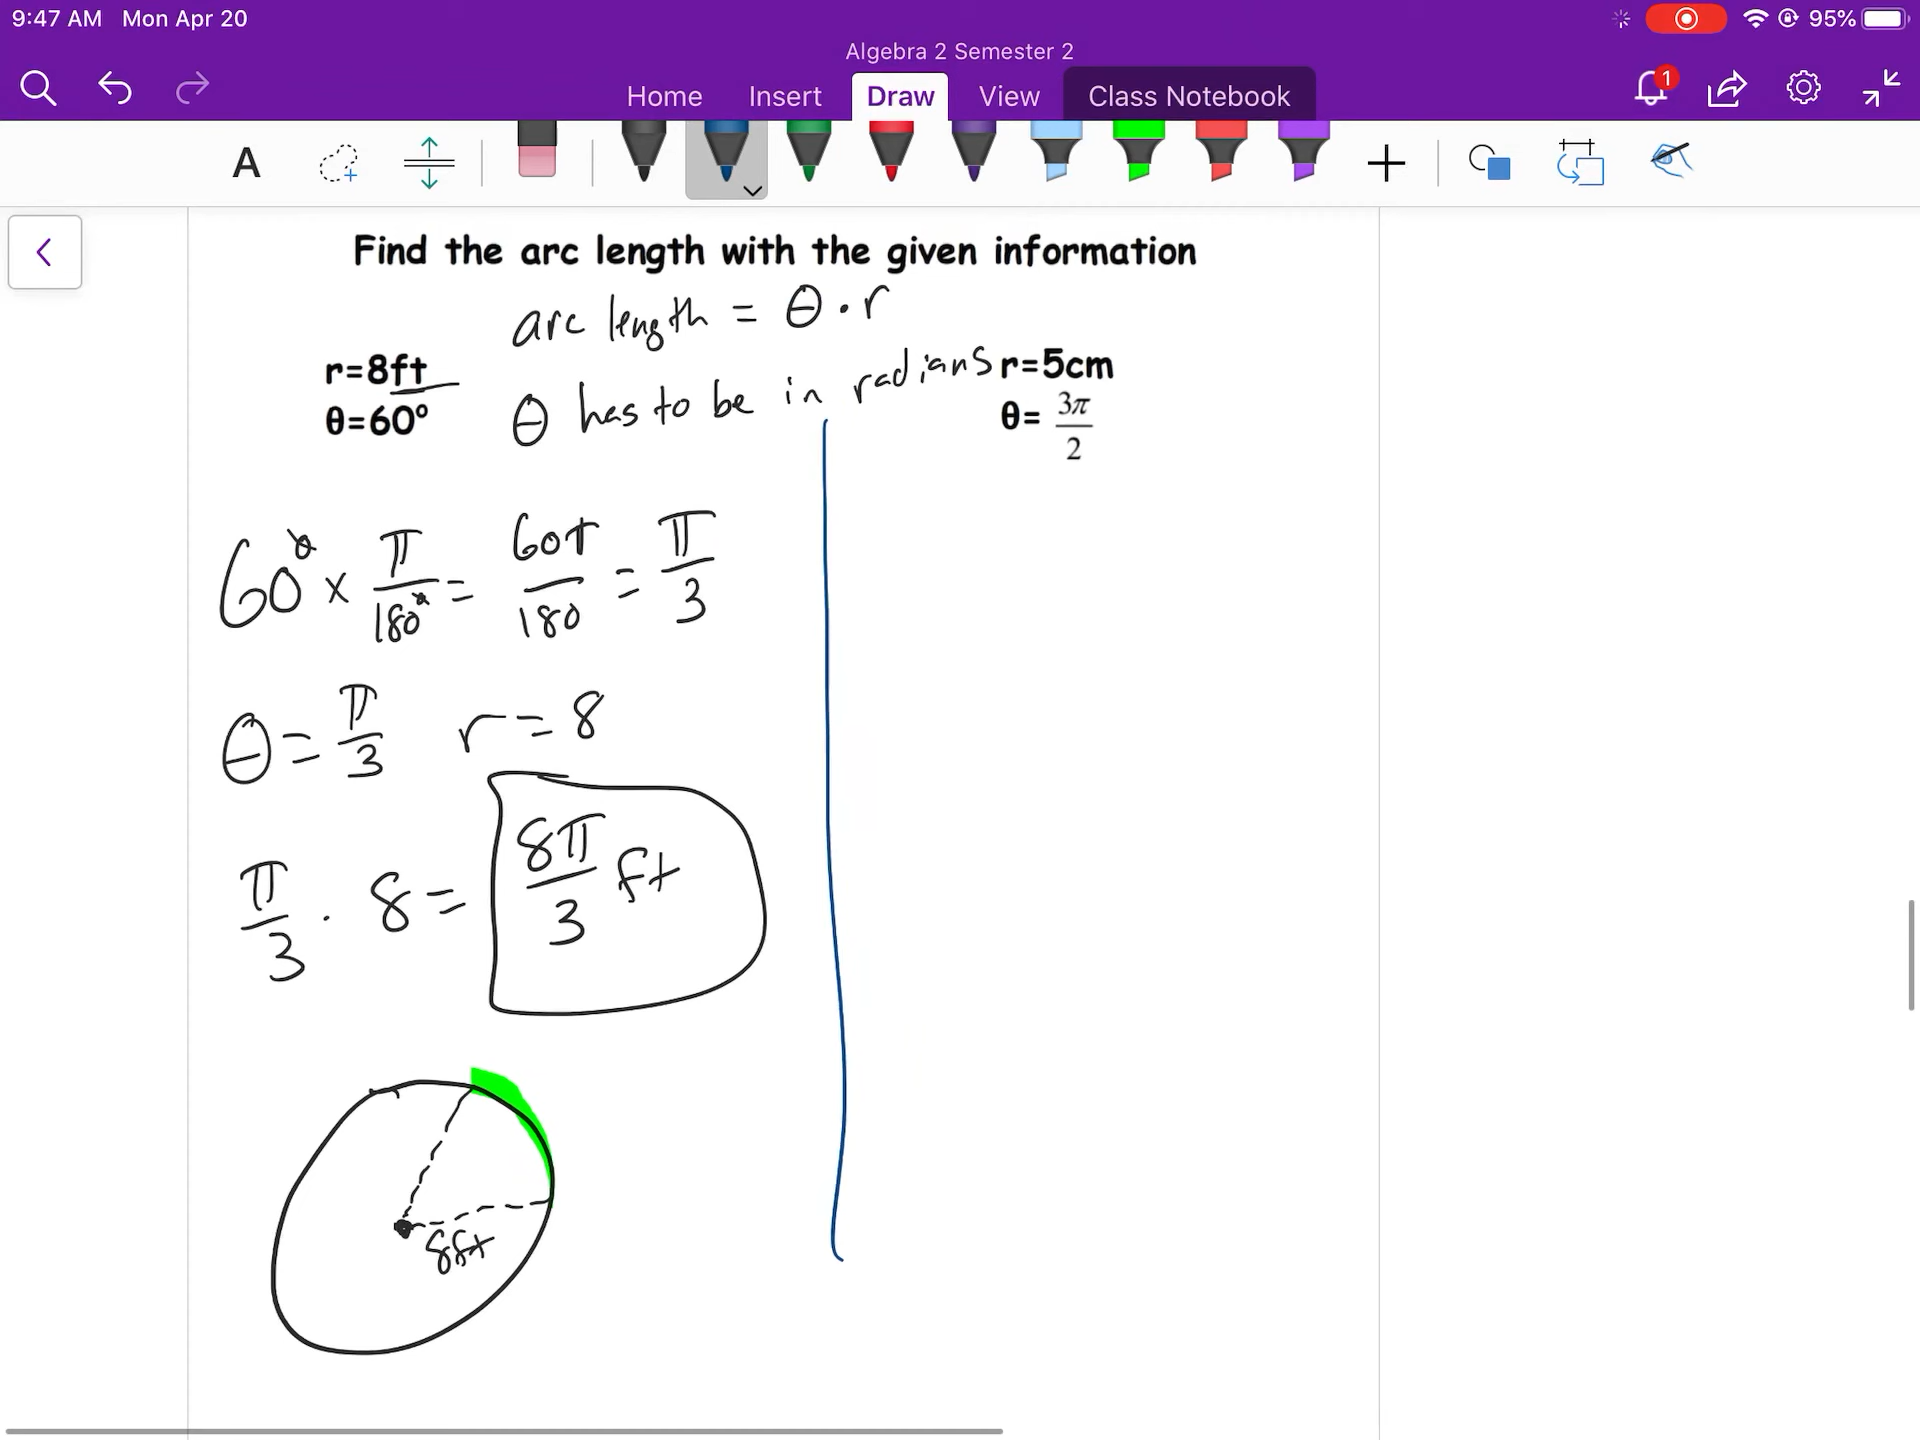 9:47 AM Mon Apr 20
95%
Algebra 2 Semester 2
Home Insert Draw View Class Notebook
1
A
Find the arc length with the given information
arc length = θ · r
r=8ft
θ=60°
θ has to be in radians
r=5cm
θ= 3π/2
60° x π/180° = 60π/180 = π/3
θ = π/3 r = 8
π/3 · 8 = 8π/3 ft
8ft